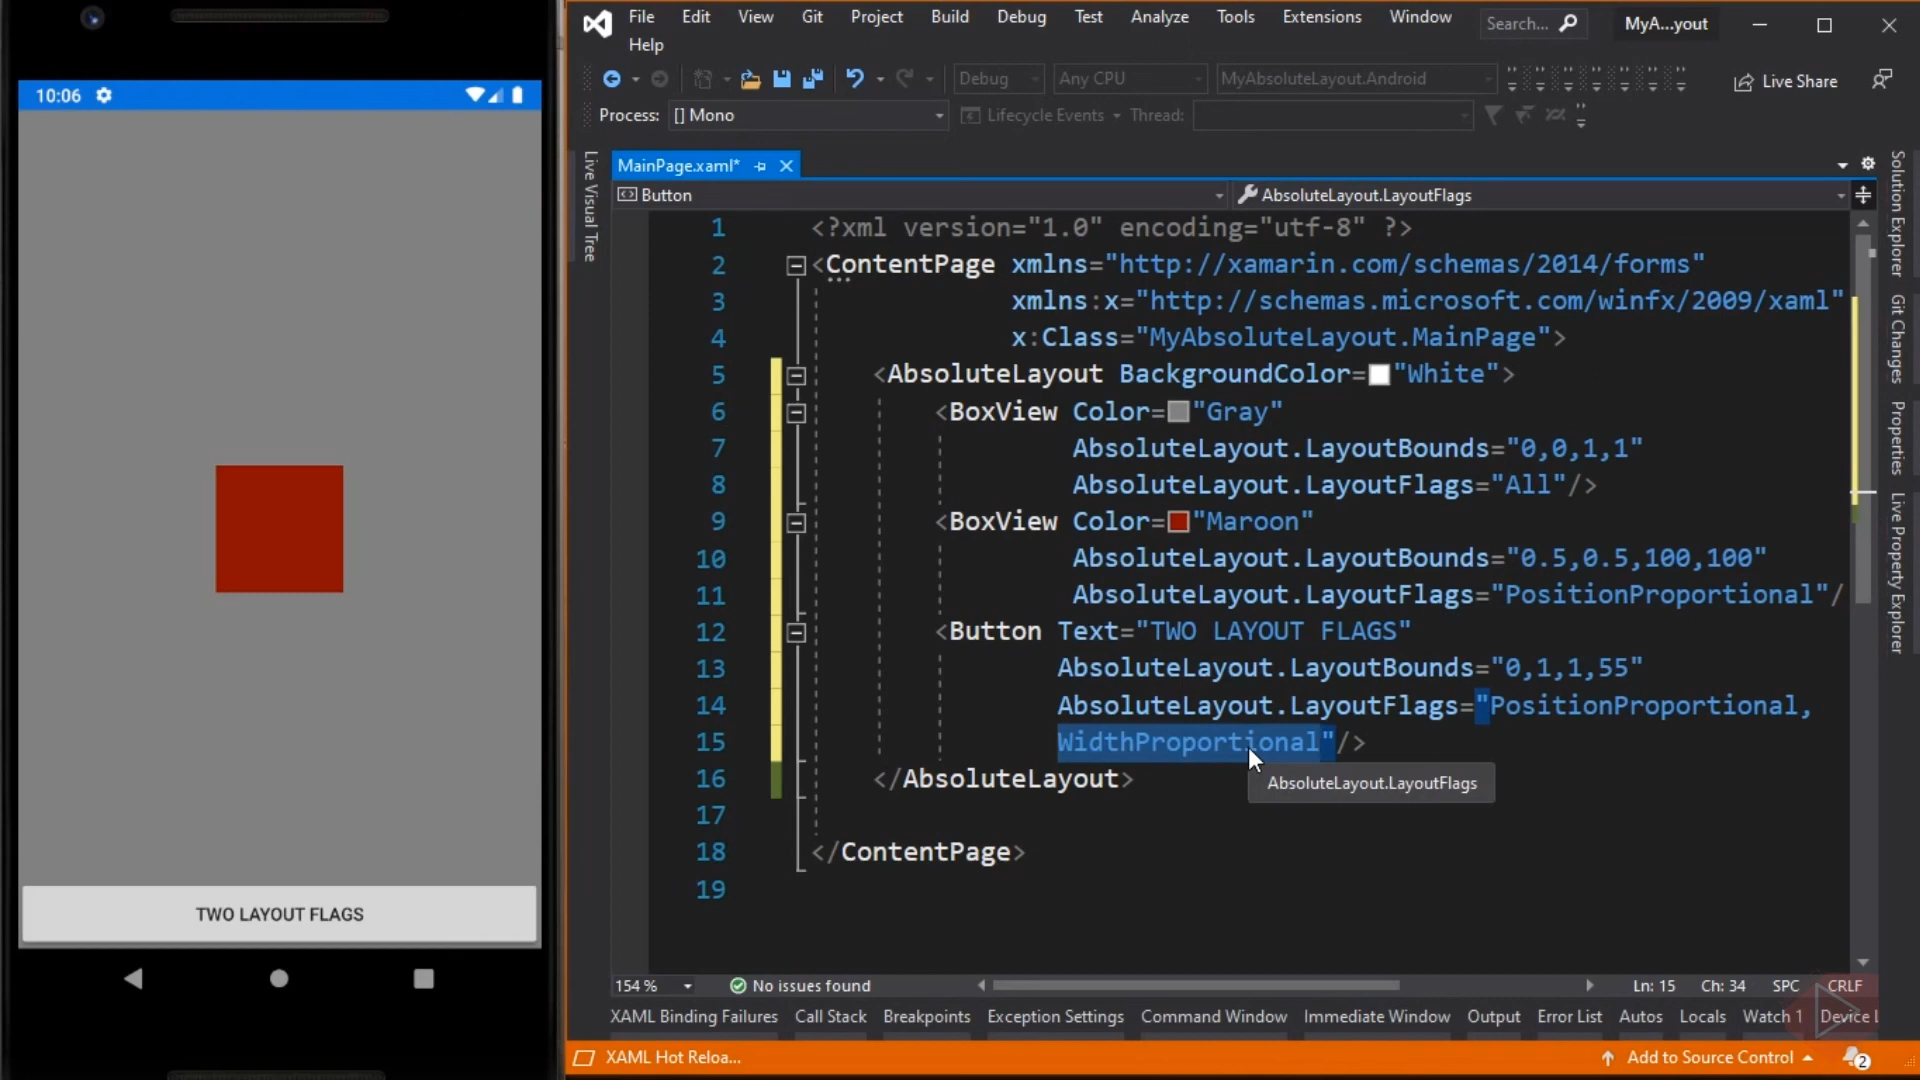 10:06
TWO LAYOUT FLAGS
File Edit View Git Project Build Debug Test Analyze Tools Extensions Window
Help
Search...
MyA...yout
Debug
Any CPU
MyAbsoluteLayout.Android
Live Share
Process:
[] Mono
Lifecycle Events
Thread:
Live Visual Tree
MainPage.xaml*
Button
AbsoluteLayout.LayoutFlags
1 <?xml version="1.0" encoding="utf-8" ?>
2 <ContentPage xmlns="http://xamarin.com/schemas/2014/forms"
3 xmlns:x="http://schemas.microsoft.com/winfx/2009/xaml"
4 x:Class="MyAbsoluteLayout.MainPage">
5 <AbsoluteLayout BackgroundColor="White">
6 <BoxView Color="Gray"
7 AbsoluteLayout.LayoutBounds="0,0,1,1"
8 AbsoluteLayout.LayoutFlags="All"/>
9 <BoxView Color="Maroon"
10 AbsoluteLayout.LayoutBounds="0.5,0.5,100,100"
11 AbsoluteLayout.LayoutFlags="PositionProportional"/
12 <Button Text="TWO LAYOUT FLAGS"
13 AbsoluteLayout.LayoutBounds="0,1,1,55"
14 AbsoluteLayout.LayoutFlags="PositionProportional,
15 WidthProportional"/>
16 </AbsoluteLayout>
AbsoluteLayout.LayoutFlags
17
18 </ContentPage>
19
Solution Explorer
Git Changes
Properties
Live Property Explorer
154 %
No issues found
Ln: 15 Ch: 34 SPC CRLF
XAML Binding Failures Call Stack Breakpoints Exception Settings Command Window Immediate Window Output Error List Autos Locals Watch 1 Device L
XAML Hot Reloa...
Add to Source Control
2